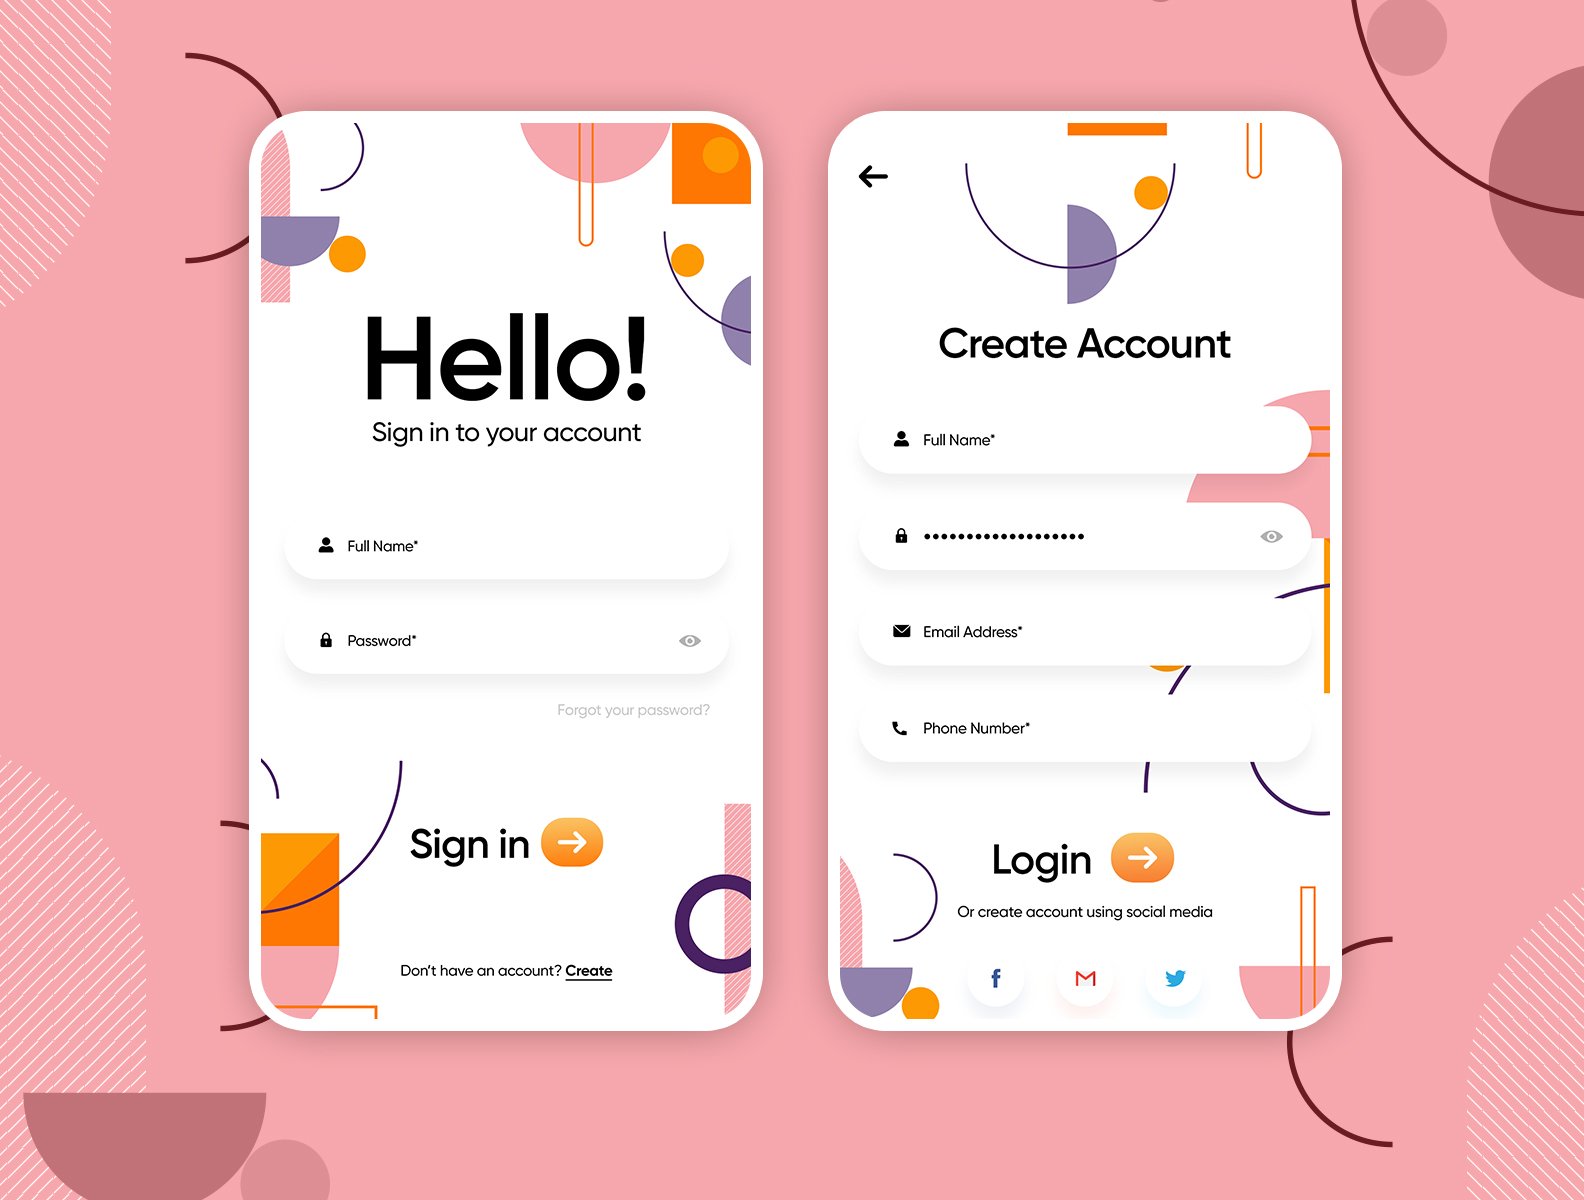 Hello!
Sign in to your account
Full Name*
Password*
Forgot your password?
Sign in
Don't have an account? Create
Create Account
Full Name*
•••••••••••••••••••
Email Address*
Phone Number*
Login
Or create account using social media